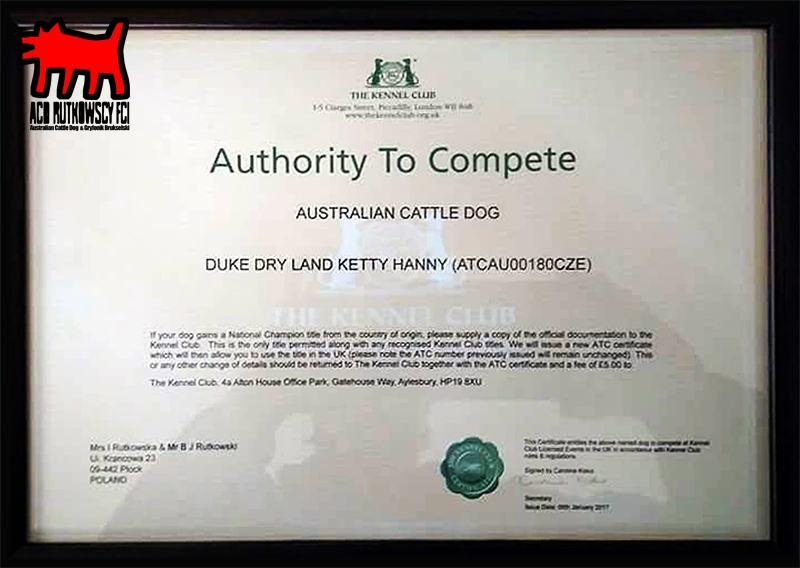 ACD RUTKOWSCY FCI
Australian Cattle Dog & Gryfonik Brukselski
THE KENNEL CLUB
1-5 Clarges Street, Piccadilly, London W1J 8AB
www.thekennelclub.org.uk
Authority To Compete
AUSTRALIAN CATTLE DOG
DUKE DRY LAND KETTY HANNY (ATCAU00180CZE)
THE KENNEL CLUB
If your dog gains a National Champion title from the country of origin, please supply a copy of the official documentation to the
Kennel Club. This is the only title permitted along with any recognised Kennel Club titles. We will issue a new ATC certificate
which will then allow you to use the title in the UK (please note the ATC number previously issued will remain unchanged). This
or any other change of details should be returned to The Kennel Club together with the ATC certificate and a fee of £5.00 to:
The Kennel Club, 4a Alton House Office Park, Gatehouse Way, Aylesbury, HP19 8XU
Mrs I Rutkowska & Mr B J Rutkowski
Ul. Krancowa 23
09-442 Plock
POLAND
This Certificate entitles the above named dog to compete at Kennel
Club Licensed Events in the UK in accordance with Kennel Club
rules & regulations.
Signed by Caroline Kisko
Secretary
Issue Date: 06th January 2017